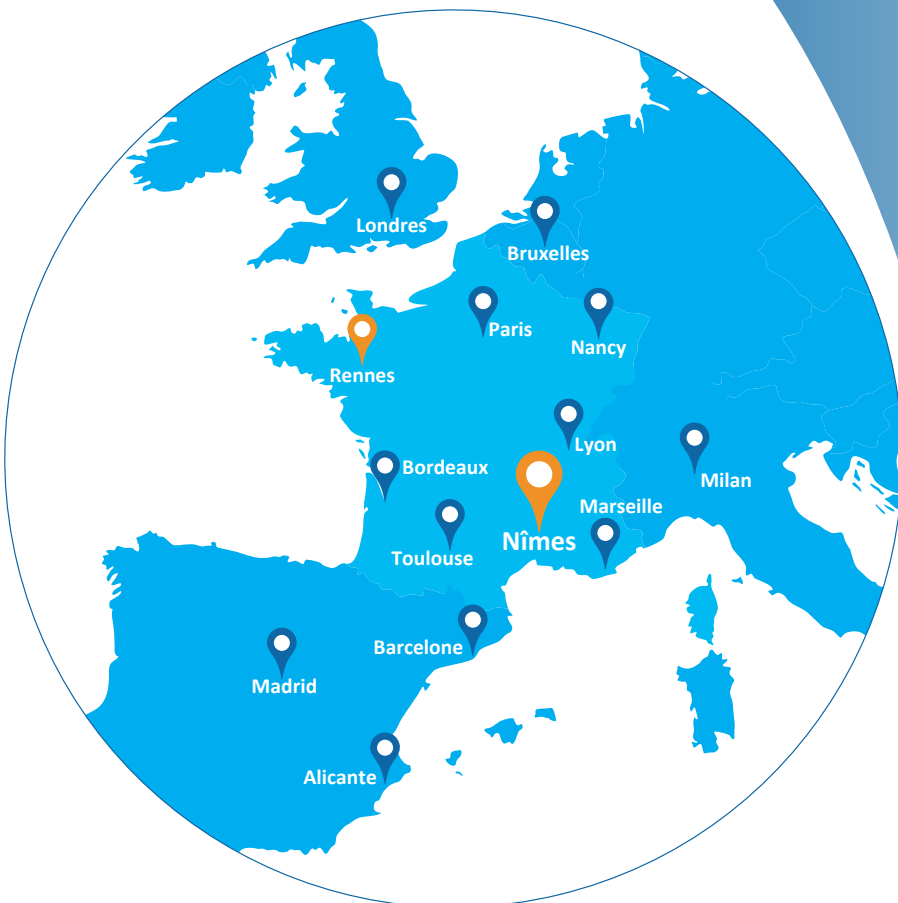 Londres
Bruxelles
Paris
Nancy
Rennes
Lyon
Bordeaux
Milan
Marseille
Nîmes
Toulouse
Barcelone
Madrid
Alicante